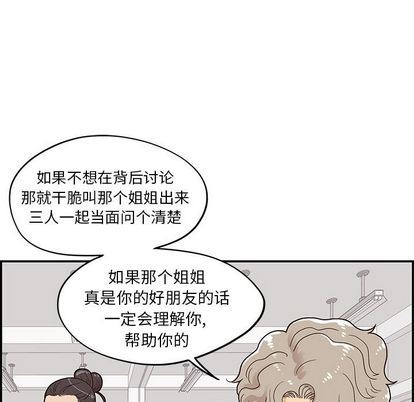 如果不想在背后讨论
那就干脆叫那个姐姐出来
三人一起当面问个清楚
如果那个姐姐
真是你的好朋友的话
一定会理解你,
帮助你的